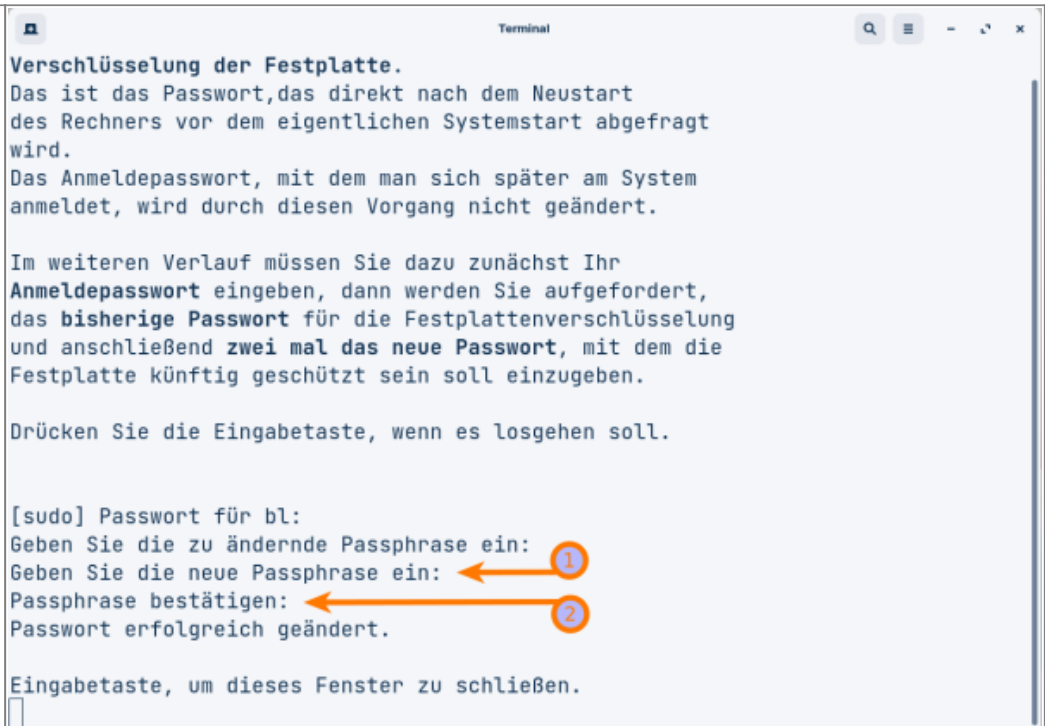 Terminal
Verschlüsselung der Festplatte.
Das ist das Passwort,das direkt nach dem Neustart
des Rechners vor dem eigentlichen Systemstart abgefragt
wird.
Das Anmeldepasswort, mit dem man sich später am System
anmeldet, wird durch diesen Vorgang nicht geändert.
Im weiteren Verlauf müssen Sie dazu zunächst Ihr
Anmeldepasswort eingeben, dann werden Sie aufgefordert,
das bisherige Passwort für die Festplattenverschlüsselung
und anschließend zwei mal das neue Passwort, mit dem die
Festplatte künftig geschützt sein soll einzugeben.
Drücken Sie die Eingabetaste, wenn es losgehen soll.
[sudo] Passwort für bl:
Geben Sie die zu ändernde Passphrase ein:
1
Geben Sie die neue Passphrase ein:
Passphrase bestätigen:
2
Passwort erfolgreich geändert.
Eingabetaste, um dieses Fenster zu schließen.